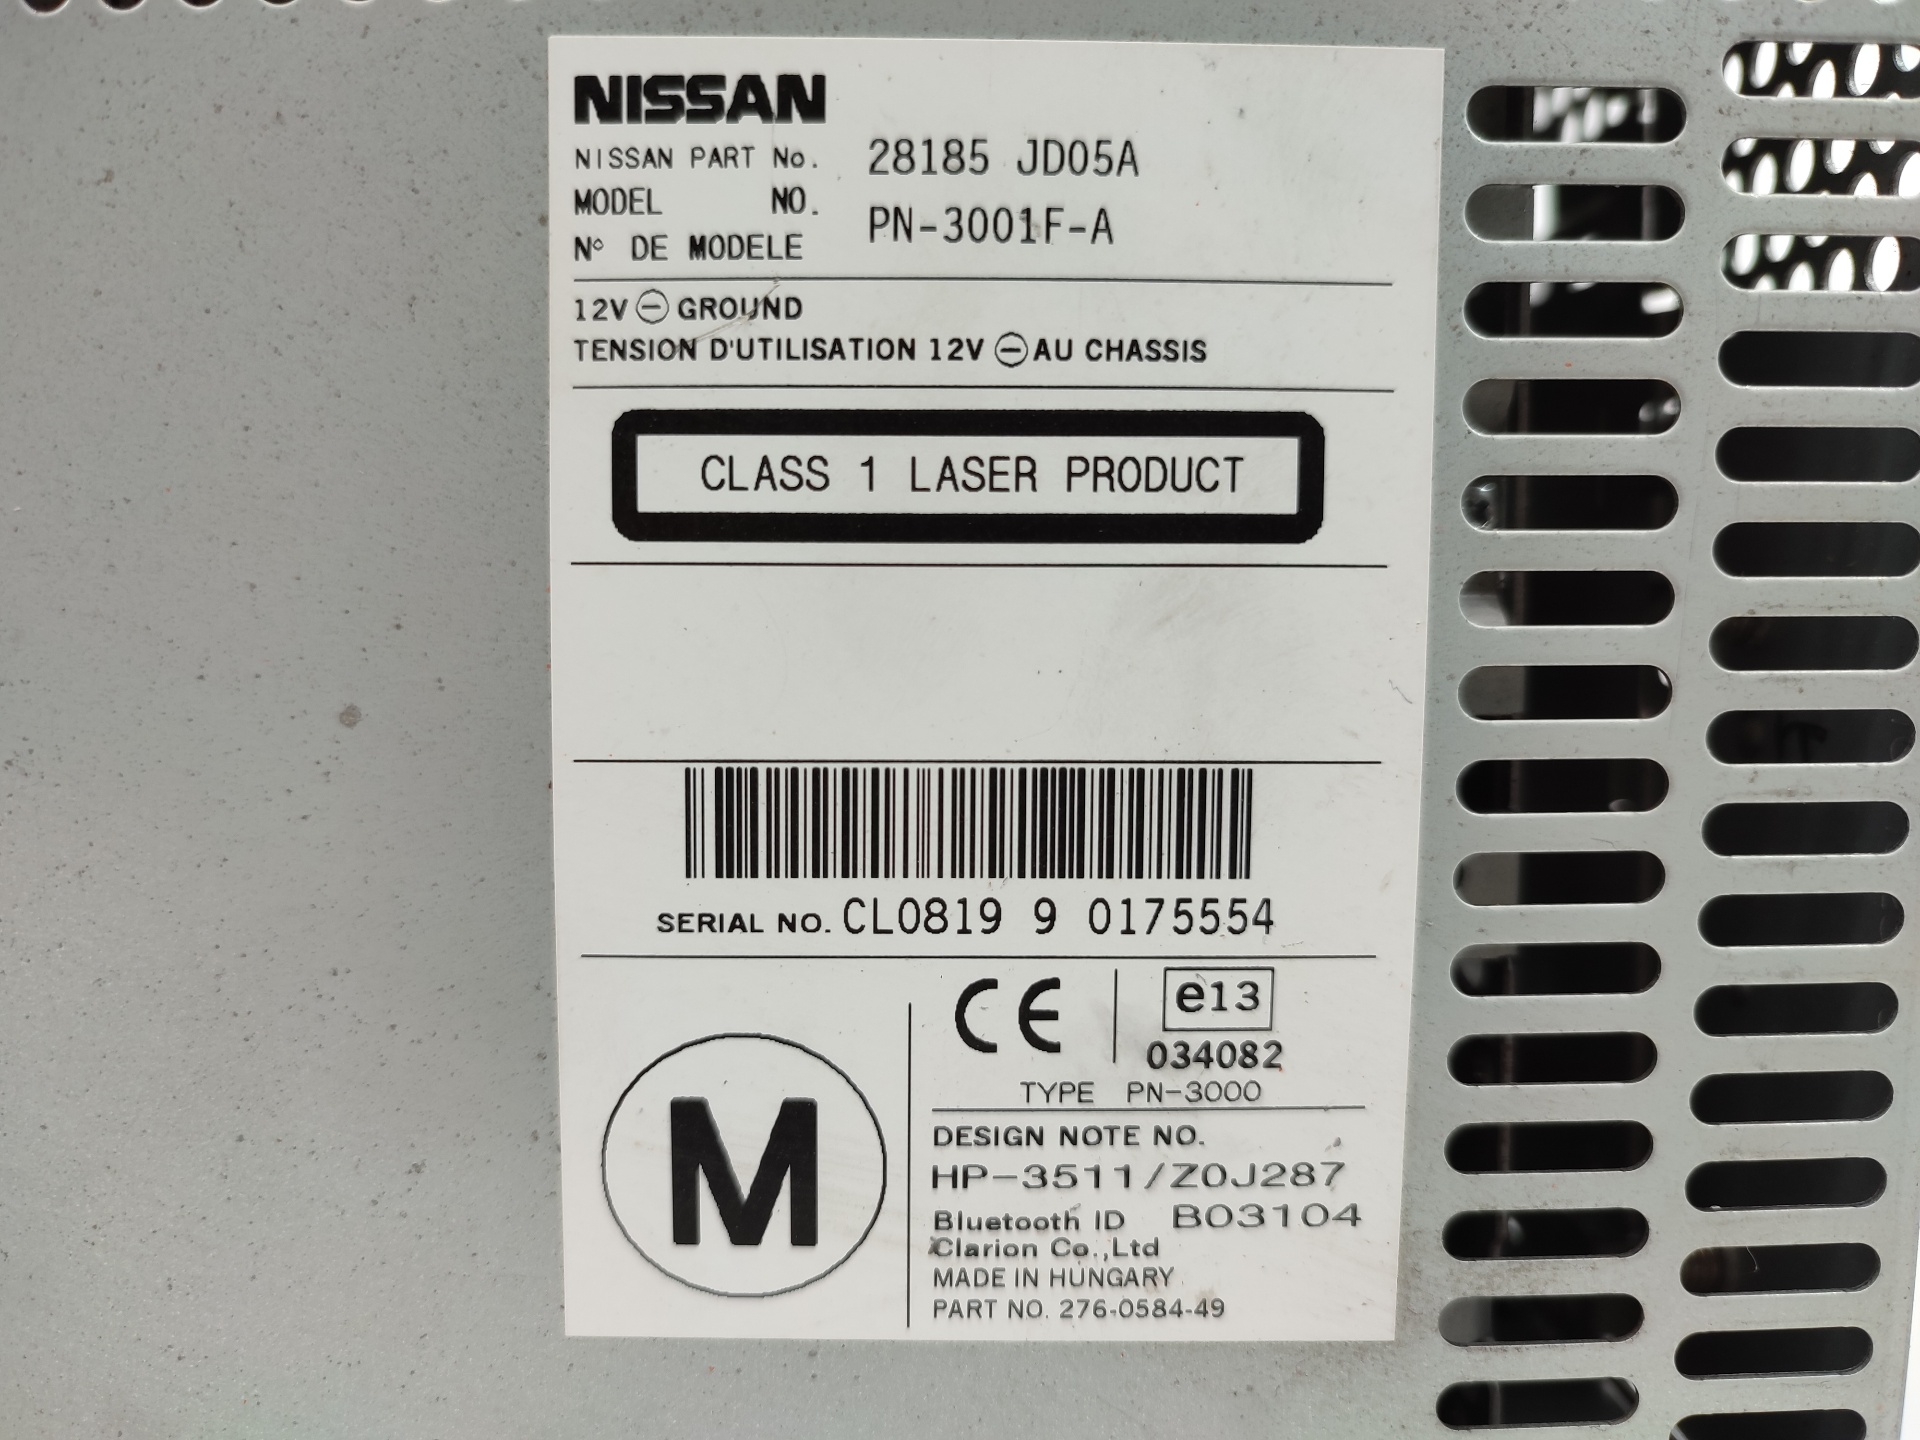 NISSAN
NISSAN PART No. 28185 JD05A
MODEL NO. PN-3001F-A
N° DE MODELE
12V ⊖ GROUND
TENSION D'UTILISATION 12V ⊖ AU CHASSIS
CLASS 1 LASER PRODUCT
SERIAL NO. CL0819 9 0175554
CE e13
034082
TYPE PN-3000
M
DESIGN NOTE NO.
HP-3511/Z0J287
Bluetooth ID B03104
Clarion Co.,Ltd
MADE IN HUNGARY
PART NO. 276-0584-49